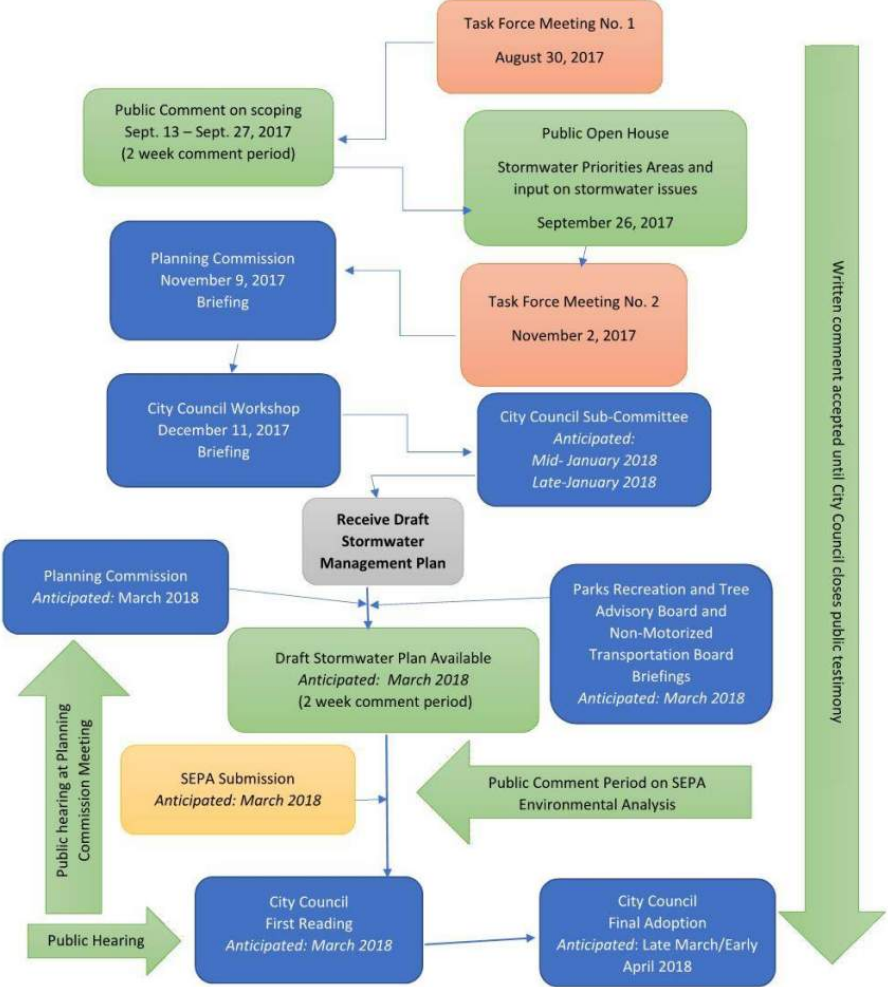 Task Force Meeting No. 1
August 30, 2017
Public Comment on scoping
Sept. 13 – Sept. 27, 2017
(2 week comment period)
Public Open House
Stormwater Priorities Areas and
input on stormwater issues
September 26, 2017
Planning Commission
November 9, 2017
Briefing
Task Force Meeting No. 2
November 2, 2017
City Council Workshop
December 11, 2017
Briefing
City Council Sub-Committee
Anticipated:
Mid- January 2018
Late-January 2018
Receive Draft
Stormwater
Management Plan
Planning Commission
Anticipated: March 2018
Parks Recreation and Tree
Advisory Board and
Non-Motorized
Transportation Board
Briefings
Anticipated: March 2018
Draft Stormwater Plan Available
Anticipated: March 2018
(2 week comment period)
SEPA Submission
Anticipated: March 2018
Public Comment Period on SEPA
Environmental Analysis
Public hearing at Planning
Commission Meeting
Public Hearing
City Council
First Reading
Anticipated: March 2018
City Council
Final Adoption
Anticipated: Late March/Early
April 2018
Written comment accepted until City Council closes public testimony